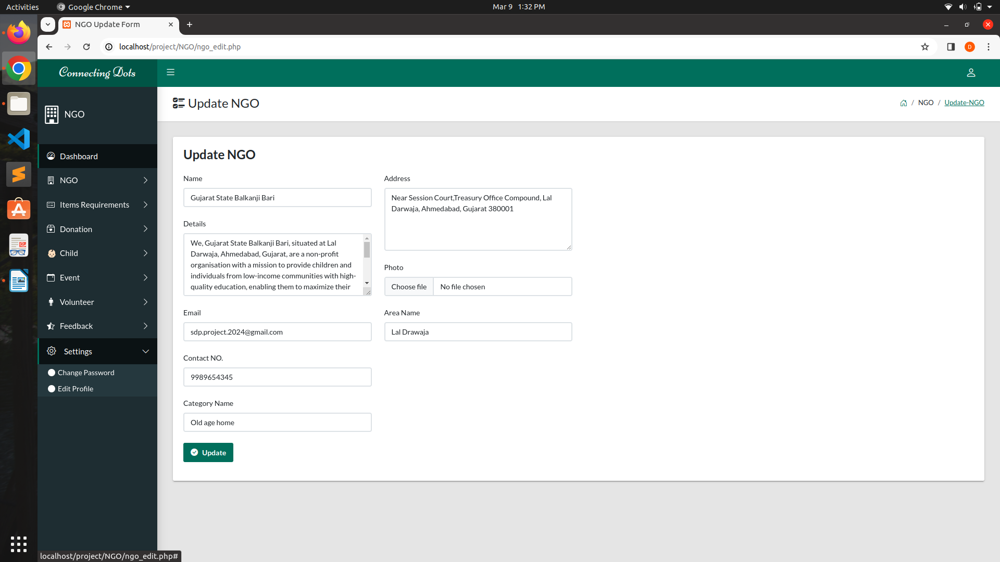 Activities
Google Chrome
Mar 9 1:32 PM
NGO Update Form
localhost/project/NGO/ngo_edit.php
D
Connecting Dots
NGO
Dashboard
NGO
Items Requirements
Donation
Child
Event
Volunteer
Feedback
Settings
Change Password
Edit Profile
Update NGO
/ NGO / Update-NGO
Update NGO
Name
Gujarat State Balkanji Bari
Details
We, Gujarat State Balkanji Bari, situated at Lal
Darwaja, Ahmedabad, Gujarat, are a non-profit
organisation with a mission to provide children and
individuals from low-income communities with high-
quality education, enabling them to maximize their
Email
sdp.project.2024@gmail.com
Contact NO.
9989654345
Category Name
Old age home
Update
Address
Near Session Court,Treasury Office Compound, Lal
Darwaja, Ahmedabad, Gujarat 380001
Photo
Choose file No file chosen
Area Name
Lal Drawaja
localhost/project/NGO/ngo_edit.php#